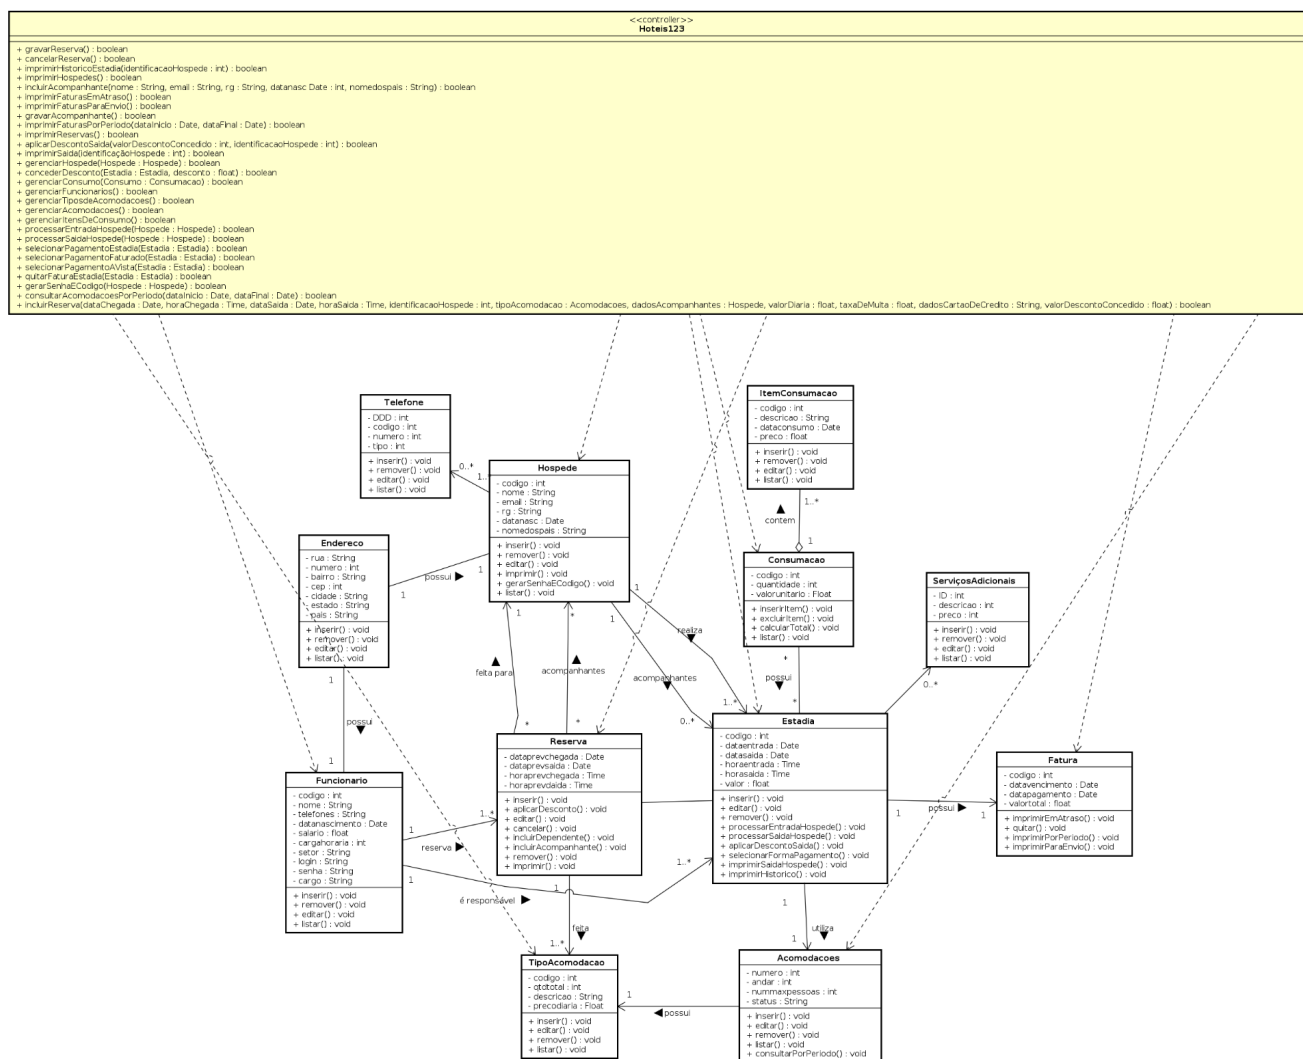 <<controller>>
Hoteis123
+ gravarReserva() : boolean
+ cancelarReserva() : boolean
+ imprimirHistoricoEstadia(identificacaoHospede : int) : boolean
+ imprimirHospedes() : boolean
+ incluirAcompanhante(nome : String, email : String, rg : String, datanasc Date : int, nomedospais : String) : boolean
+ imprimirFaturasEmAtraso() : boolean
+ imprimirFaturasParaEnvio() : boolean
+ gravarAcompanhante() : boolean
+ imprimirFaturasPorPeriodo(dataInicio : Date, dataFinal : Date) : boolean
+ imprimirReservas() : boolean
+ aplicarDescontoSaida(valorDescontoConcedido : int, identificacaoHospede : int) : boolean
+ imprimirSaida(identificaçãoHospede : int) : boolean
+ gerenciarHospede(Hospede : Hospede) : boolean
+ concederDesconto(Estadia : Estadia, desconto : float) : boolean
+ gerenciarConsumo(Consumo : Consumacao) : boolean
+ gerenciarFuncionarios() : boolean
+ gerenciarTiposdeAcomodacoes() : boolean
+ gerenciarAcomodacoes() : boolean
+ gerenciarItensDeConsumo() : boolean
+ processarEntradaHospede(Hospede : Hospede) : boolean
+ processarSaidaHospede(Hospede : Hospede) : boolean
+ selecionarPagamentoEstadia(Estadia : Estadia) : boolean
+ selecionarPagamentoFaturado(Estadia : Estadia) : boolean
+ selecionarPagamentoAVista(Estadia : Estadia) : boolean
+ quitarFaturaEstadia(Estadia : Estadia) : boolean
+ gerarSenhaECodigo(Hospede : Hospede) : boolean
+ consultarAcomodacoesPorPeriodo(dataInicio : Date, dataFinal : Date) : boolean
+ incluirReserva(dataChegada : Date, horaChegada : Time, dataSaida : Date, horaSaida : Time, identificacaoHospede : int, tipoAcomodacao : Acomodacoes, dadosAcompanhantes : Hospede, valorDiaria : float, taxaDeMulta : float, dadosCartaoDeCredito : String, valorDescontoConcedido : float) : boolean
Telefone
- DDD : int
- codigo : int
- numero : int
- tipo : int
+ inserir() : void
+ remover() : void
+ editar() : void
+ listar() : void
0..*
1..*
ItemConsumacao
- codigo : int
- descricao : String
- dataconsumo : Date
- preco : float
+ inserir() : void
+ remover() : void
+ editar() : void
+ listar() : void
1..*
contem
1
Hospede
- codigo : int
- nome : String
- email : String
- rg : String
- datanasc : Date
- nomedospais : String
+ inserir() : void
+ remover() : void
+ editar() : void
+ imprimir() : void
+ gerarSenhaECodigo() : void
+ listar() : void
Endereco
- rua : String
- numero : int
- bairro : String
- cep : int
- cidade : String
- estado : String
- pais : String
+ inserir() : void
+ remover() : void
+ editar() : void
+ listar() : void
1
possui
1
Consumacao
- codigo : int
- quantidade : int
- valorunitario : Float
+ inserirItem() : void
+ excluirItem() : void
+ calcularTotal() : void
+ listar() : void
*
possui
*
ServiçosAdicionais
- ID : int
- descricao : int
- preco : int
+ inserir() : void
+ remover() : void
+ editar() : void
+ listar() : void
0..*
1
realiza
1..*
1
acompanhantes
0..*
1
feita para
*
*
acompanhantes
*
1
possui
1
Reserva
- dataprevchegada : Date
- dataprevsaida : Date
- horaprevchegada : Time
- horaprevdaida : Time
+ inserir() : void
+ aplicarDesconto() : void
+ editar() : void
+ cancelar() : void
+ incluirDependente() : void
+ incluirAcompanhante() : void
+ remover() : void
+ imprimir() : void
Estadia
- codigo : int
- dataentrada : Date
- datasaida : Date
- horaentrada : Time
- horasaida : Time
- valor : float
+ inserir() : void
+ editar() : void
+ remover() : void
+ processarEntradaHospede() : void
+ processarSaidaHospede() : void
+ aplicarDescontoSaida() : void
+ selecionarFormaPagamento() : void
+ imprimirSaidaHospede() : void
+ imprimirHistorico() : void
1
possui
1
Fatura
- codigo : int
- datavencimento : Date
- datapagamento : Date
- valortotal : float
+ imprimirEmAtraso() : void
+ quitar() : void
+ imprimirPorPeriodo() : void
+ imprimirParaEnvio() : void
Funcionario
- codigo : int
- nome : String
- telefones : String
- datanascimento : Date
- salario : float
- cargahoraria : int
- setor : String
- login : String
- senha : String
- cargo : String
+ inserir() : void
+ remover() : void
+ editar() : void
+ listar() : void
1
reserva
1..*
1
é responsável
1..*
1
feita
1..*
1
utiliza
1
TipoAcomodacao
- codigo : int
- qtdtotal : int
- descricao : String
- precodiaria : Float
+ inserir() : void
+ editar() : void
+ remover() : void
+ listar() : void
1
possui
Acomodacoes
- numero : int
- andar : int
- nummaxpessoas : int
- status : String
+ inserir() : void
+ editar() : void
+ remover() : void
+ listar() : void
+ consultarPorPeriodo() : void